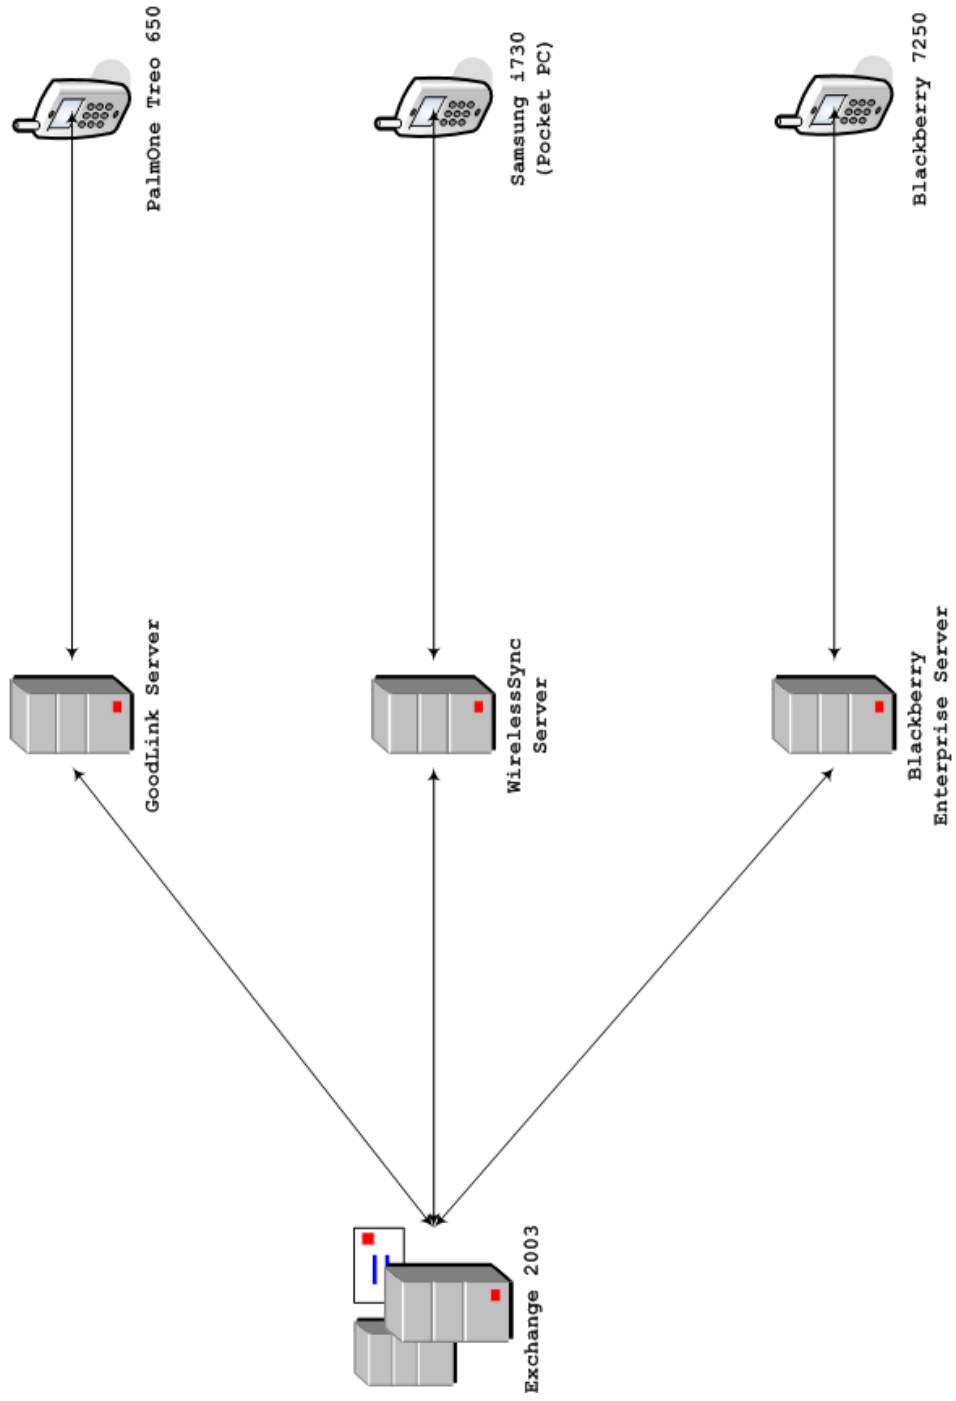 PalmOne Treo 650
Samsung i730
(Pocket PC)
Blackberry 7250
GoodLink Server
WirelessSync
Server
Blackberry
Enterprise Server
Exchange 2003